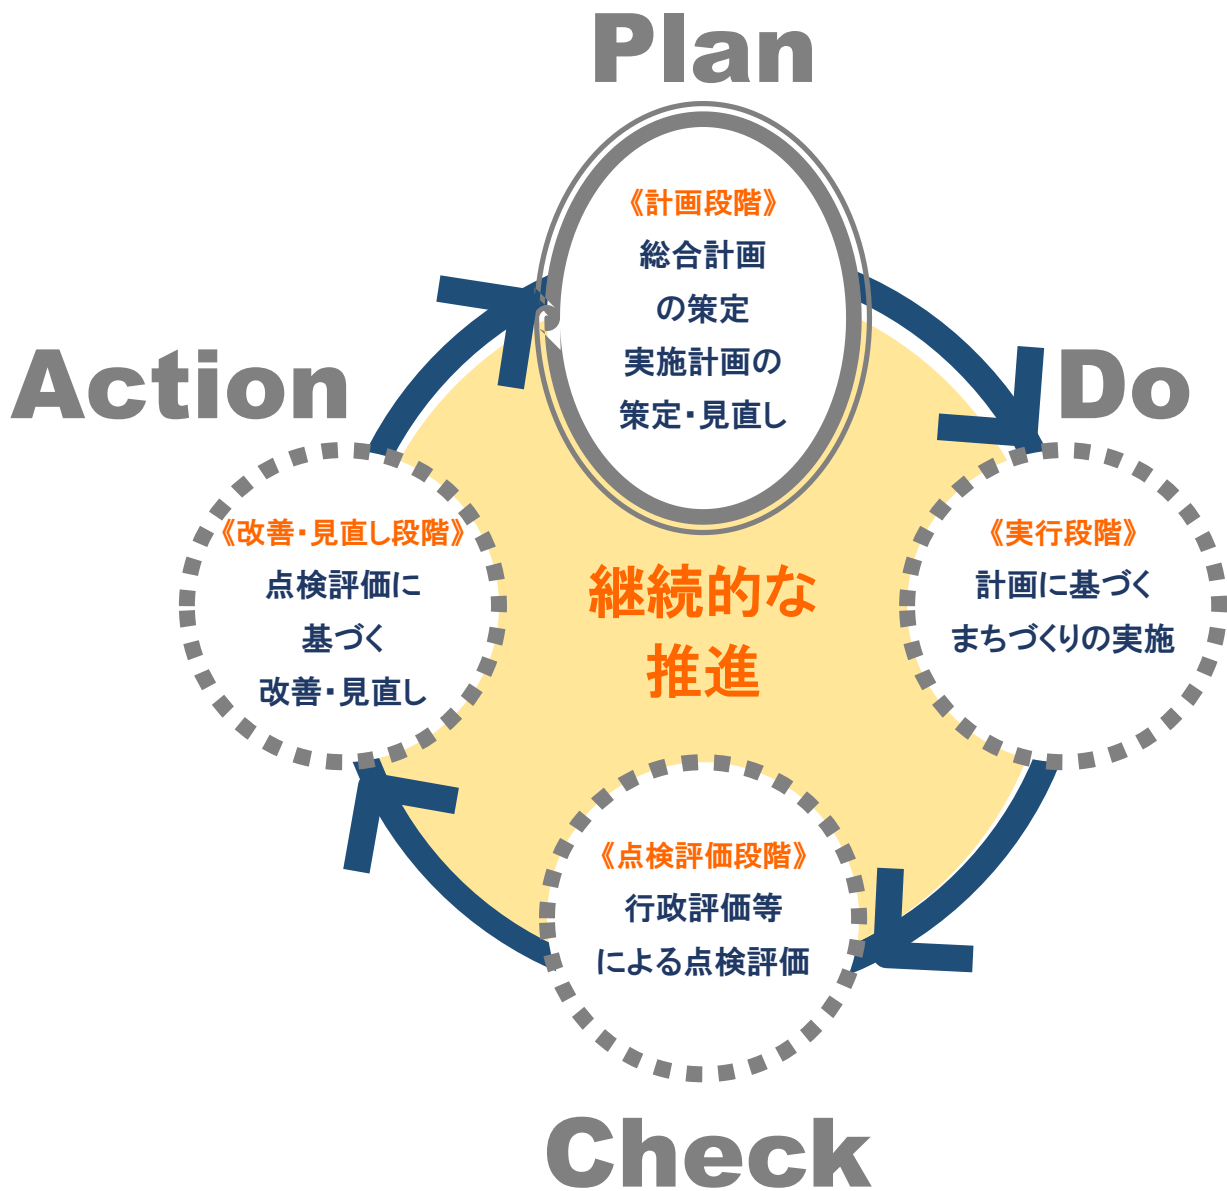 Plan
《計画段階》
総合計画
の策定
実施計画の
策定・見直し
Do
《実行段階》
計画に基づく
まちづくりの実施
Action
《改善・見直し段階》
点検評価に
基づく
改善・見直し
継続的な
推進
《点検評価段階》
行政評価等
による点検評価
Check